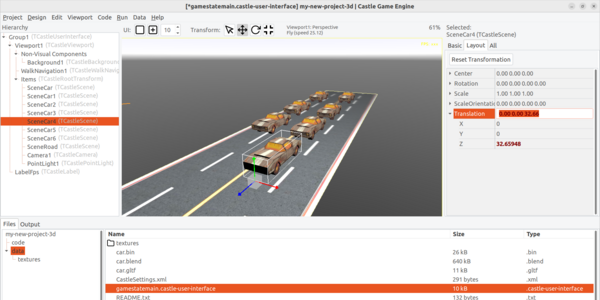 [*gamestatemain.castle-user-interface] my-new-project-3d | Castle Game Engine
Project Design Edit Viewport Code Run Data Help
Hierarchy
Group1 (TCastleUserInterface)
Viewport1 (TCastleViewport)
Non-Visual Components
Background1 (TCastleBackground)
WalkNavigation1 (TCastleWalkNavig
Items (TCastleRootTransform)
SceneCar (TCastleScene)
SceneCar1 (TCastleScene)
SceneCar2 (TCastleScene)
SceneCar3 (TCastleScene)
SceneCar4 (TCastleScene)
SceneCar5 (TCastleScene)
SceneCar6 (TCastleScene)
SceneRoad (TCastleScene)
Camera1 (TCastleCamera)
PointLight1 (TCastlePointLight)
LabelFps (TCastleLabel)
UI: 10 Transform: Viewport1: Perspective
Fly (speed 25.12)
61%
Selected:
SceneCar4 (TCastleScene)
Basic Layout All
Reset Transformation
Center 0.00 0.00 0.00
Rotation 0.00 0.00 0.00 0.00
Scale 1.00 1.00 1.00
ScaleOrientatio 0.00 0.00 0.00 0.00
Translation 0.00 0.00 32.66
X 0
Y 0
Z 32.65948
Files Output
my-new-project-3d
code
data
textures
Name Size Type
textures
car.bin 26 kB .bin
car.blend 640 kB .blend
car.gltf 11 kB .gltf
CastleSettings.xml 291 bytes .xml
gamestatemain.castle-user-interface 10 kB .castle-user-interface
README.txt 132 bytes .txt